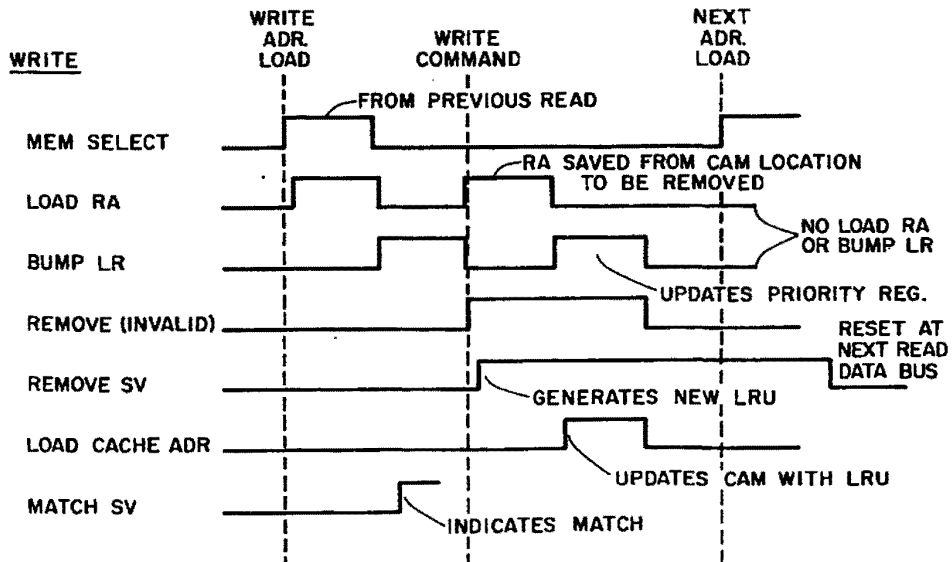 WRITE
ADR.
LOAD
WRITE
COMMAND
NEXT
ADR.
LOAD
WRITE
FROM PREVIOUS READ
MEM SELECT
RA SAVED FROM CAM LOCATION
TO BE REMOVED
LOAD RA
NO LOAD RA
OR BUMP LR
BUMP LR
UPDATES PRIORITY REG.
REMOVE (INVALID)
RESET AT
NEXT READ
DATA BUS
REMOVE SV
GENERATES NEW LRU
LOAD CACHE ADR
UPDATES CAM WITH LRU
MATCH SV
INDICATES MATCH